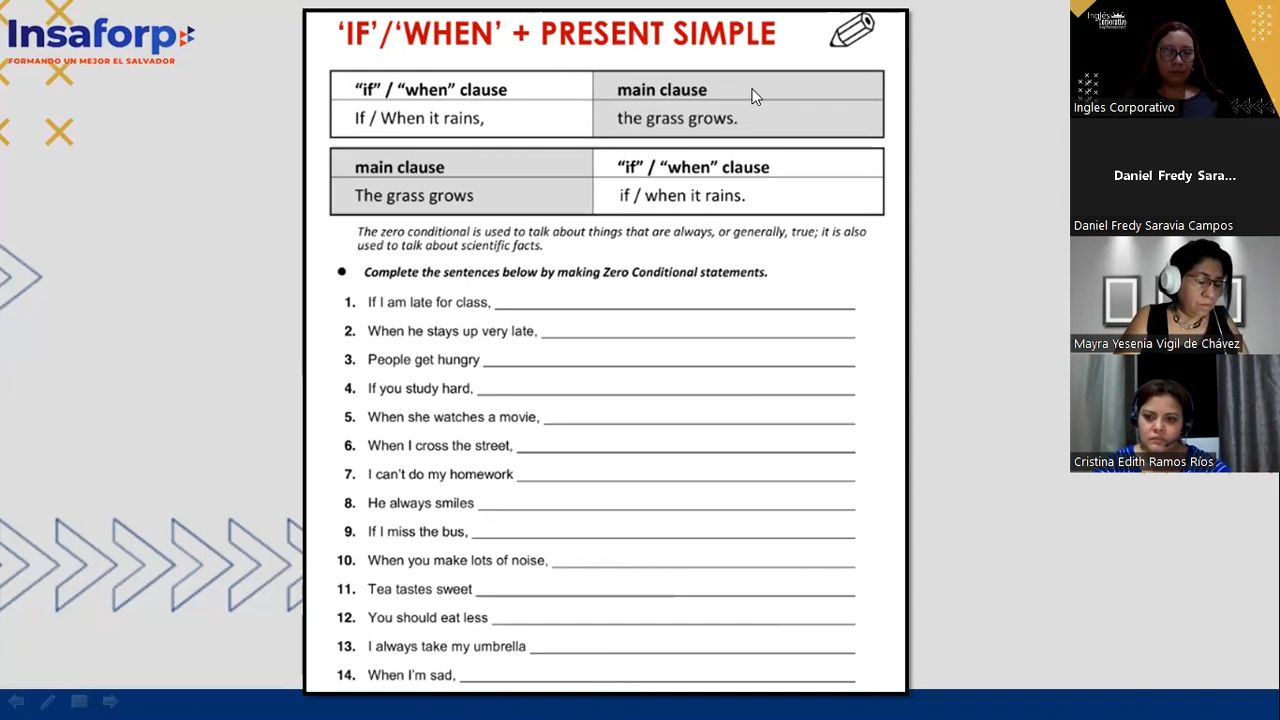 Insaforp
FORMANDO UN MEJOR EL SALVADOR
'IF'/'WHEN' + PRESENT SIMPLE
"if" / "when" clause
main clause
If / When it rains,
the grass grows.
main clause
"if" / "when" clause
The grass grows
if / when it rains.
The zero conditional is used to talk about things that are always, or generally, true; it is also
used to talk about scientific facts.
Complete the sentences below by making Zero Conditional statements.
1. If I am late for class,
2. When he stays up very late,
3. People get hungry
4. If you study hard,
5. When she watches a movie,
6. When I cross the street,
7. I can't do my homework
8. He always smiles
9. If I miss the bus,
10. When you make lots of noise,
11. Tea tastes sweet
12. You should eat less
13. I always take my umbrella
14. When I'm sad,
Inglés
Corporativo
Ingles Corporativo
Daniel Fredy Sara...
Daniel Fredy Saravia Campos
Mayra Yesenia Vigil de Chávez
Cristina Edith Ramos Ríos